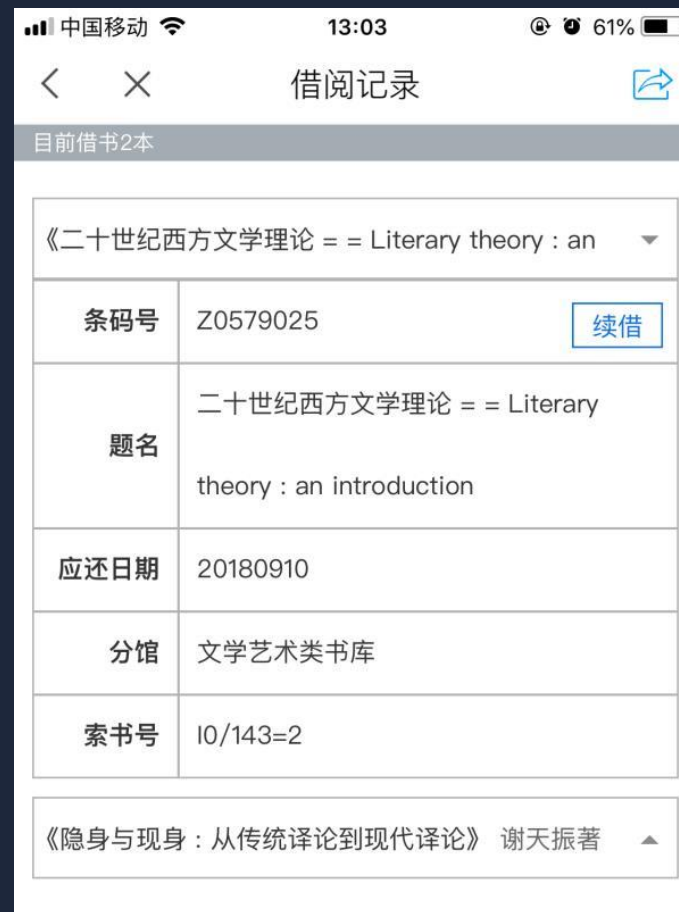 中国移动 13:03 61%
借阅记录
目前借书2本
《二十世纪西方文学理论 = = Literary theory : an
条码号 Z0579025 续借
题名 二十世纪西方文学理论 = = Literary
theory : an introduction
应还日期 20180910
分馆 文学艺术类书库
索书号 I0/143=2
《隐身与现身 : 从传统译论到现代译论》 谢天振著